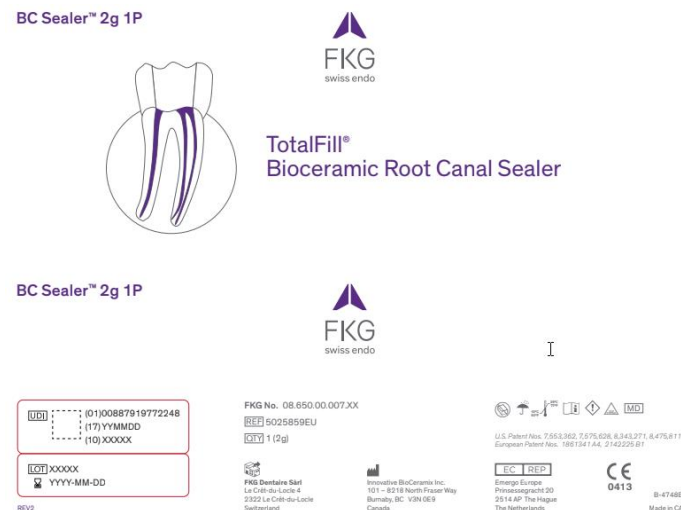 BC Sealer™ 2g 1P
FKG
swiss endo
TotalFill®
Bioceramic Root Canal Sealer
BC Sealer™ 2g 1P
FKG
swiss endo
UDI (01)00887919772248
(17)YYMMDD
(10)XXXXX
LOT XXXXX
YYYY-MM-DD
REV2
FKG No. 08.650.00.007.XX
REF 5025859EU
QTY 1 (2g)
FKG Dentaire Sàrl
Le Crêt-du-Locle 4
2322 Le Crêt-du-Locle
Switzerland
Innovative BioCeramix Inc.
101 – 8218 North Fraser Way
Burnaby, BC V3N 0E9
Canada
MD
U.S. Patent Nos. 7,553,362, 7,575,628, 8,343,271, 8,475,811
European Patent Nos. 1861341 A4, 2142225 B1
EC REP
Emergo Europe
Prinsessegracht 20
2514 AP The Hague
The Netherlands
CE
0413
B-4748E
Made in CA